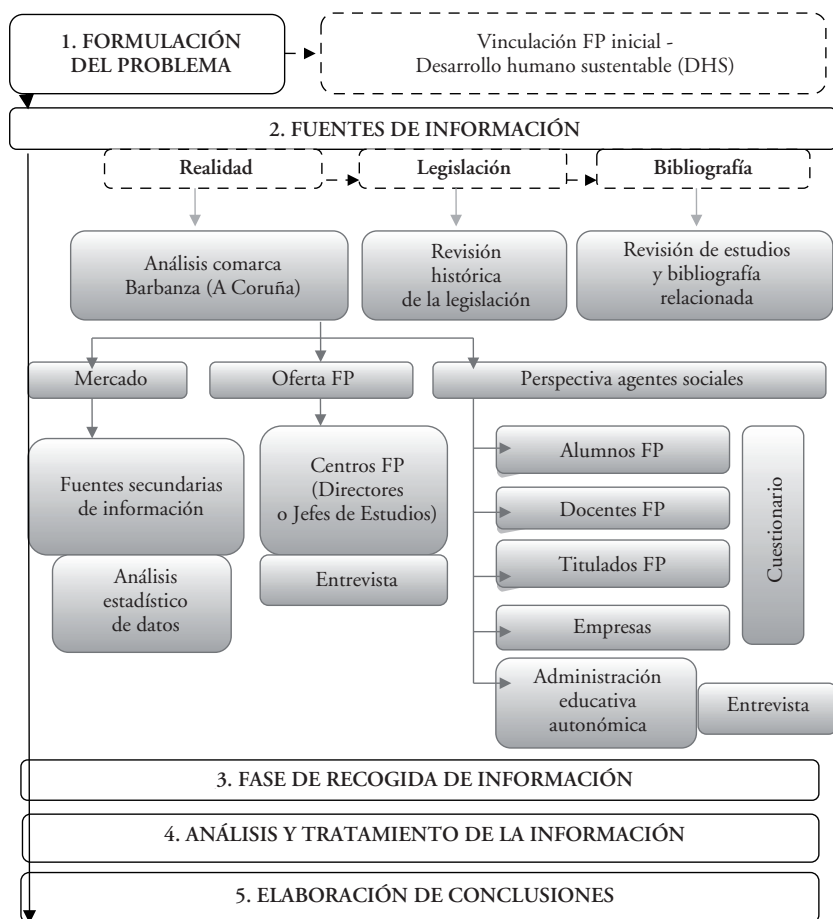 1. FORMULACIÓN
DEL PROBLEMA
Vinculación FP inicial -
Desarrollo humano sustentable (DHS)
2. FUENTES DE INFORMACIÓN
Realidad
Legislación
Bibliografía
Análisis comarca
Barbanza (A Coruña)
Revisión
histórica
de la legislación
Revisión de estudios
y bibliografía
relacionada
Mercado
Oferta FP
Perspectiva agentes sociales
Fuentes secundarias
de información
Análisis
estadístico
de datos
Centros FP
(Directores
o Jefes de Estudios)
Entrevista
Alumnos FP
Docentes FP
Titulados FP
Empresas
Cuestionario
Administración
educativa
autonómica
Entrevista
3. FASE DE RECOGIDA DE INFORMACIÓN
4. ANÁLISIS Y TRATAMIENTO DE LA INFORMACIÓN
5. ELABORACIÓN DE CONCLUSIONES